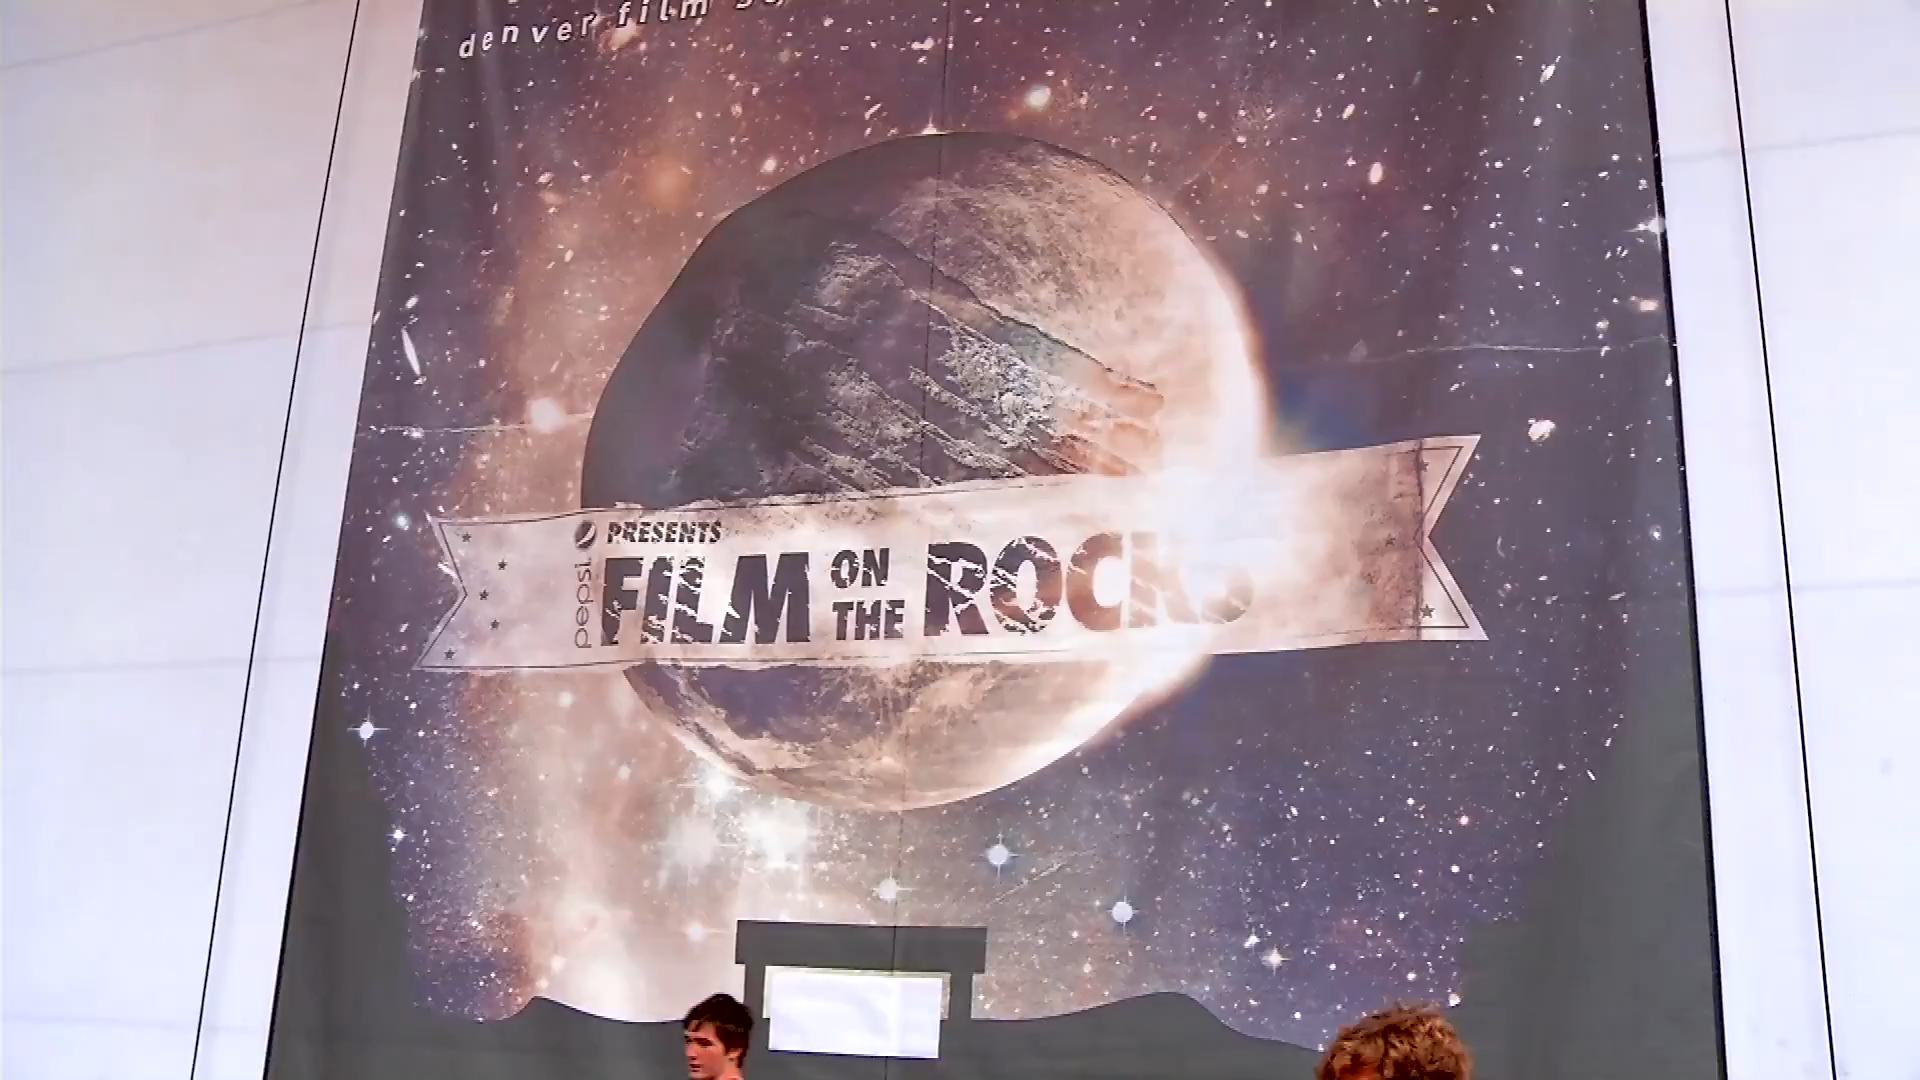 denver film
PRESENTS
pepsi
FILM ON THE ROCKS